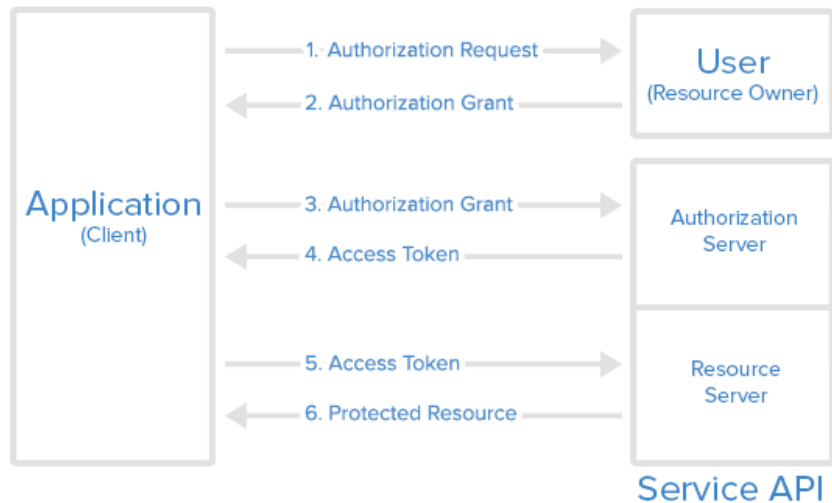 Application
(Client)
1. Authorization Request
2. Authorization Grant
3. Authorization Grant
4. Access Token
5. Access Token
6. Protected Resource
User
(Resource Owner)
Authorization
Server
Resource
Server
Service API